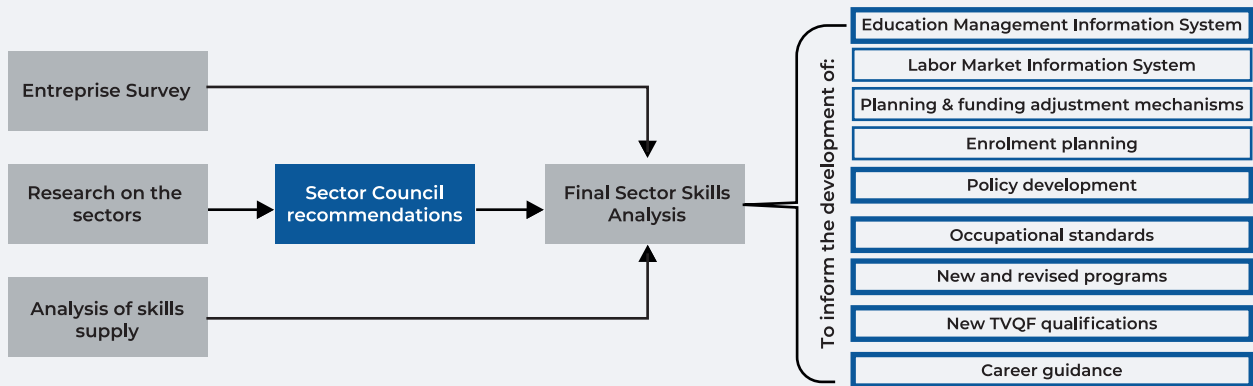 Entreprise Survey
Research on the
sectors
Analysis of skills
supply
Sector Council
recommendations
Final Sector Skills
Analysis
To inform the development of:
Education Management Information System
Labor Market Information System
Planning & funding adjustment mechanisms
Enrolment planning
Policy development
Occupational standards
New and revised programs
New TVQF qualifications
Career guidance